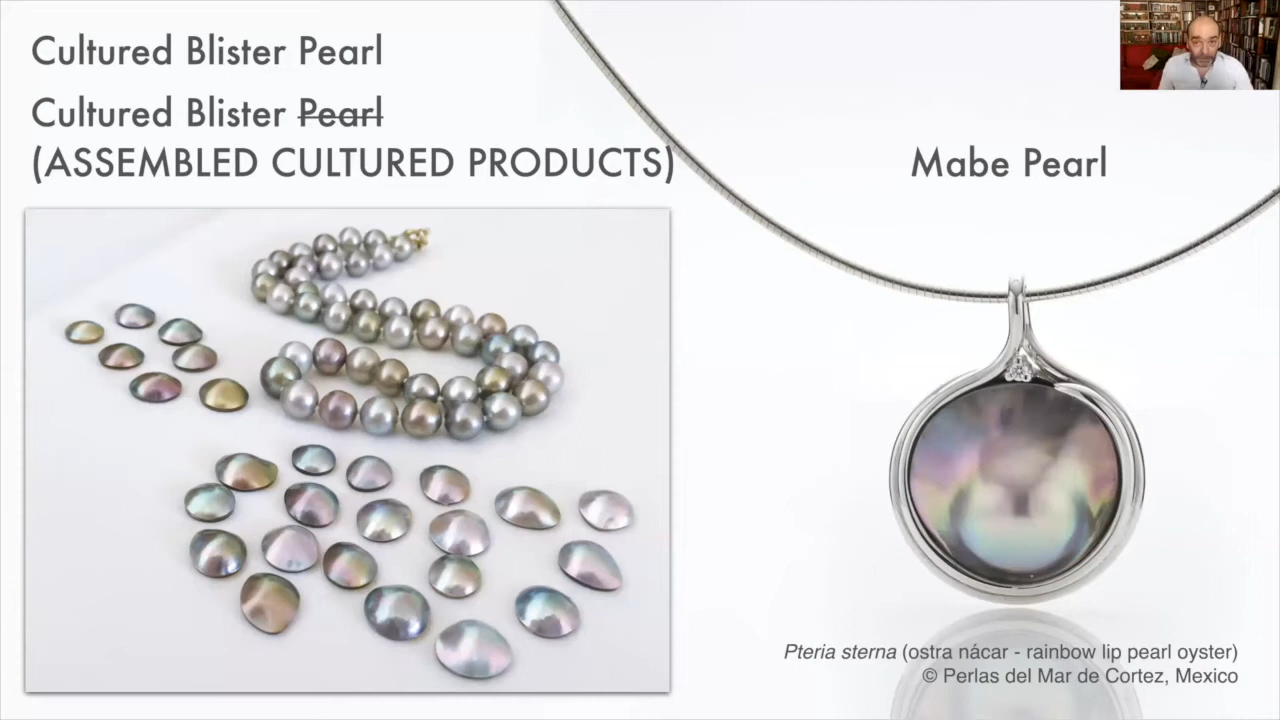 Cultured Blister Pearl
Cultured Blister Pearl
(ASSEMBLED CULTURED PRODUCTS)
Mabe Pearl
Pteria sterna (ostra nácar - rainbow lip pearl oyster)
© Perlas del Mar de Cortez, Mexico